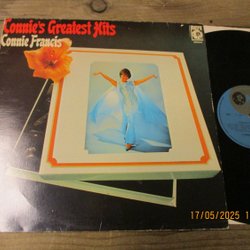 Connie's Greatest Hits
Connie Francis
17/05/2025